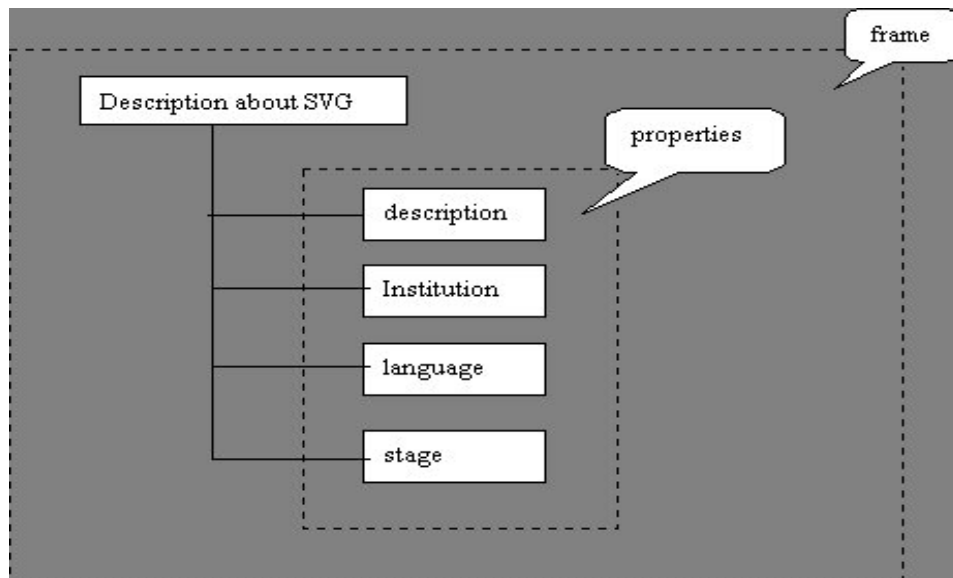 frame
Description about SVG
properties
description
Institution
language
stage